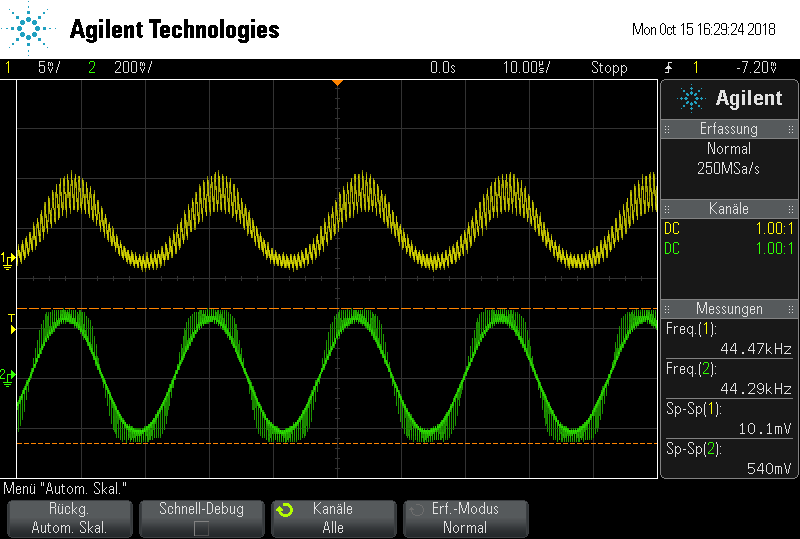 Agilent Technologies
Mon Oct 15 16:29:24 2018
1 5mV/ 2 200mV/ 0.0s 10.00us/ Stopp 1 -7.20mV
Agilent
Erfassung
Normal
250MSa/s
Kanäle
DC 1.00:1
DC 1.00:1
Messungen
Freq.(1):
44.47kHz
Freq.(2):
44.29kHz
Sp-Sp(1):
10.1mV
Sp-Sp(2):
540mV
1
T
2
Menü "Autom. Skal."
Rückg.
Autom. Skal.
Schnell-Debug
Kanäle
Alle
Erf.-Modus
Normal